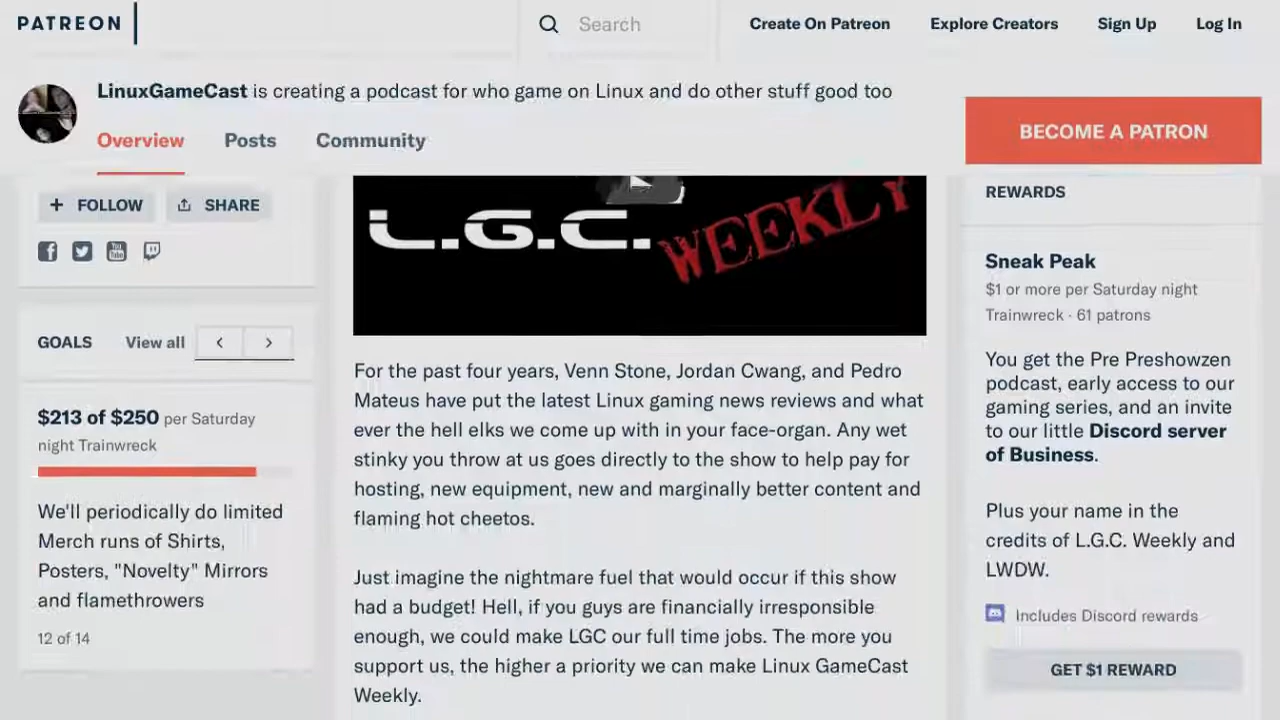 PATREON
Search
Create On Patreon
Explore Creators
Sign Up
Log In
LinuxGameCast is creating a podcast for who game on Linux and do other stuff good too
Overview
Posts
Community
BECOME A PATRON
+ FOLLOW
SHARE
GOALS
View all
$213 of $250 per Saturday
night Trainwreck
We'll periodically do limited
Merch runs of Shirts,
Posters, "Novelty" Mirrors
and flamethrowers
12 of 14
L.G.C. WEEKLY
For the past four years, Venn Stone, Jordan Cwang, and Pedro
Mateus have put the latest Linux gaming news reviews and what
ever the hell elks we come up with in your face-organ. Any wet
stinky you throw at us goes directly to the show to help pay for
hosting, new equipment, new and marginally better content and
flaming hot cheetos.
Just imagine the nightmare fuel that would occur if this show
had a budget! Hell, if you guys are financially irresponsible
enough, we could make LGC our full time jobs. The more you
support us, the higher a priority we can make Linux GameCast
Weekly.
REWARDS
Sneak Peak
$1 or more per Saturday night
Trainwreck · 61 patrons
You get the Pre Preshowzen
podcast, early access to our
gaming series, and an invite
to our little Discord server
of Business.
Plus your name in the
credits of L.G.C. Weekly and
LWDW.
Includes Discord rewards
GET $1 REWARD